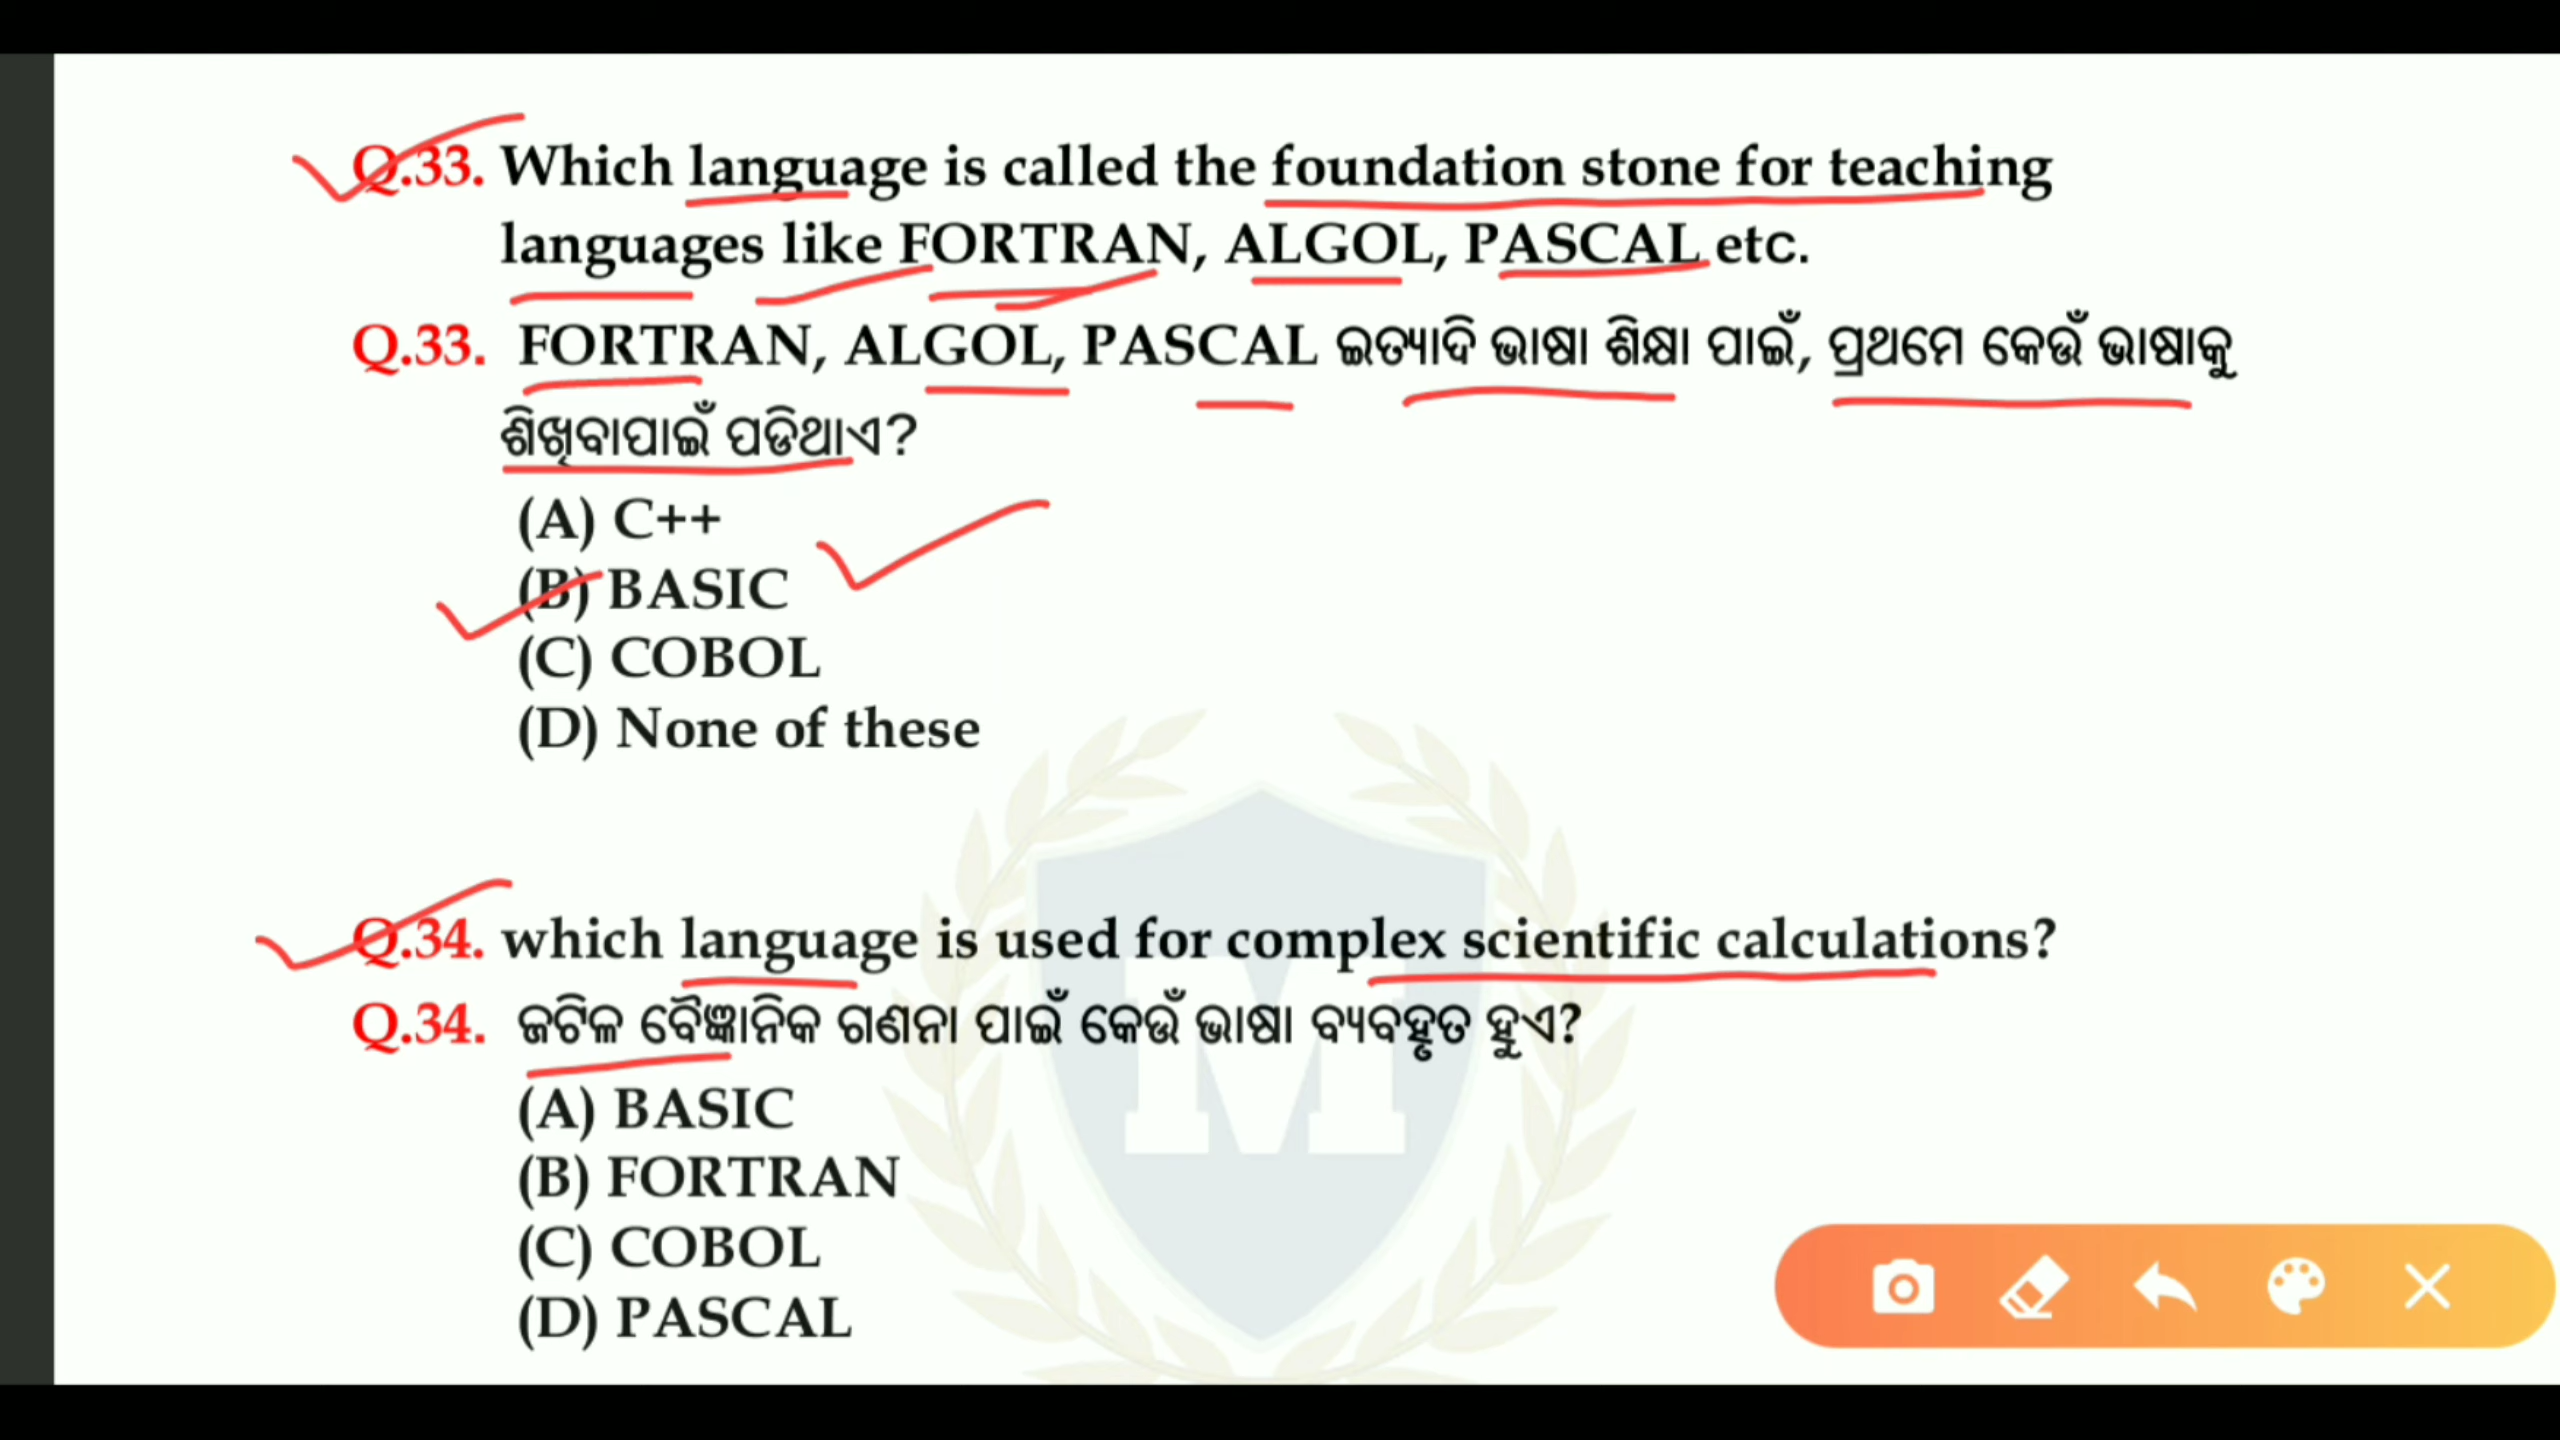 Q.33. Which language is called the foundation stone for teaching
languages like FORTRAN, ALGOL, PASCAL etc.
Q.33. FORTRAN, ALGOL, PASCAL ଇତ୍ୟାଦି ଭାଷା ଶିକ୍ଷା ପାଇଁ, ପ୍ରଥମେ କେଉଁ ଭାଷାକୁ
ଶିଖିବାପାଇଁ ପଡିଥାଏ?
(A) C++
(B) BASIC
(C) COBOL
(D) None of these
Q.34. which language is used for complex scientific calculations?
Q.34. ଜଟିଳ ବୈଜ୍ଞାନିକ ଗଣନା ପାଇଁ କେଉଁ ଭାଷା ବ୍ୟବହୃତ ହୁଏ?
(A) BASIC
(B) FORTRAN
(C) COBOL
(D) PASCAL
M